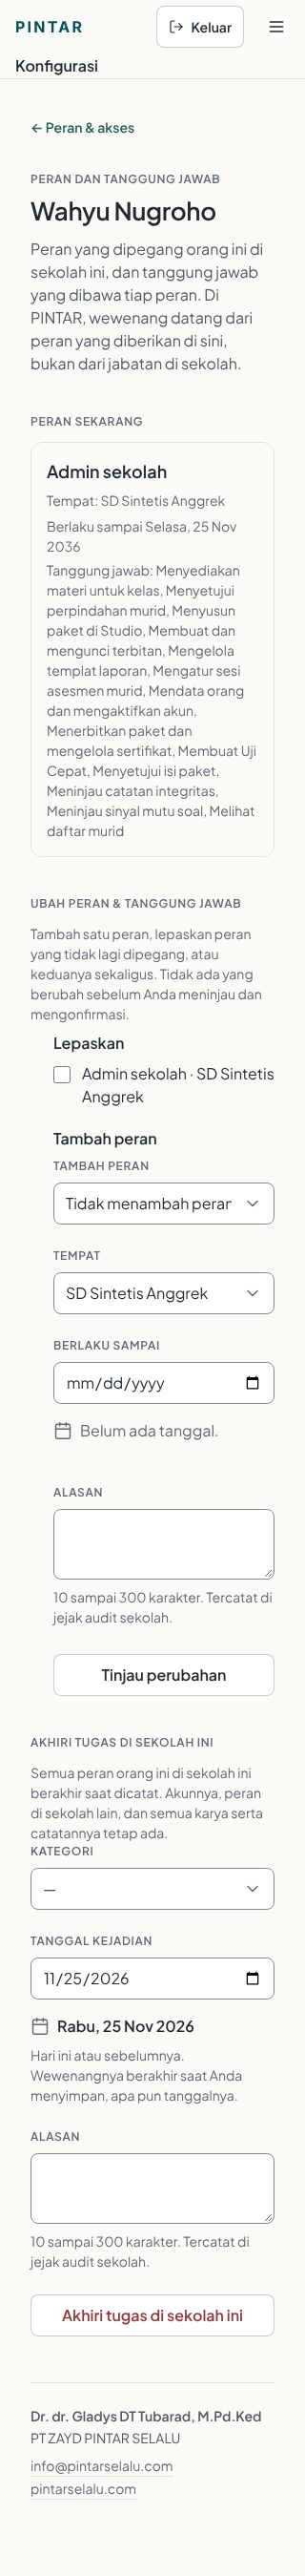 PINTAR
Keluar
Konfigurasi
← Peran & akses
PERAN DAN TANGGUNG JAWAB
Wahyu Nugroho
Peran yang dipegang orang ini di
sekolah ini, dan tanggung jawab
yang dibawa tiap peran. Di
PINTAR, wewenang datang dari
peran yang diberikan di sini,
bukan dari jabatan di sekolah.
PERAN SEKARANG
Admin sekolah
Tempat: SD Sintetis Anggrek
Berlaku sampai Selasa, 25 Nov
2036
Tanggung jawab: Menyediakan
materi untuk kelas, Menyetujui
perpindahan murid, Menyusun
paket di Studio, Membuat dan
mengunci terbitan, Mengelola
templat laporan, Mengatur sesi
asesmen murid, Mendata orang
dan mengaktifkan akun,
Menerbitkan paket dan
mengelola sertifikat, Membuat Uji
Cepat, Menyetujui isi paket,
Meninjau catatan integritas,
Meninjau sinyal mutu soal, Melihat
daftar murid
UBAH PERAN & TANGGUNG JAWAB
Tambah satu peran, lepaskan peran
yang tidak lagi dipegang, atau
keduanya sekaligus. Tidak ada yang
berubah sebelum Anda meninjau dan
mengonfirmasi.
Lepaskan
Admin sekolah · SD Sintetis
Anggrek
Tambah peran
TAMBAH PERAN
Tidak menambah peran
TEMPAT
SD Sintetis Anggrek
BERLAKU SAMPAI
mm/dd/yyyy
Belum ada tanggal.
ALASAN
10 sampai 300 karakter. Tercatat di
jejak audit sekolah.
Tinjau perubahan
AKHIRI TUGAS DI SEKOLAH INI
Semua peran orang ini di sekolah ini
berakhir saat dicatat. Akunnya, peran
di sekolah lain, dan semua karya serta
catatannya tetap ada.
KATEGORI
—
TANGGAL KEJADIAN
11/25/2026
Rabu, 25 Nov 2026
Hari ini atau sebelumnya.
Wewenangnya berakhir saat Anda
menyimpan, apa pun tanggalnya.
ALASAN
10 sampai 300 karakter. Tercatat di
jejak audit sekolah.
Akhiri tugas di sekolah ini
Dr. dr. Gladys DT Tubarad, M.Pd.Ked
PT ZAYD PINTAR SELALU
info@pintarselalu.com
pintarselalu.com